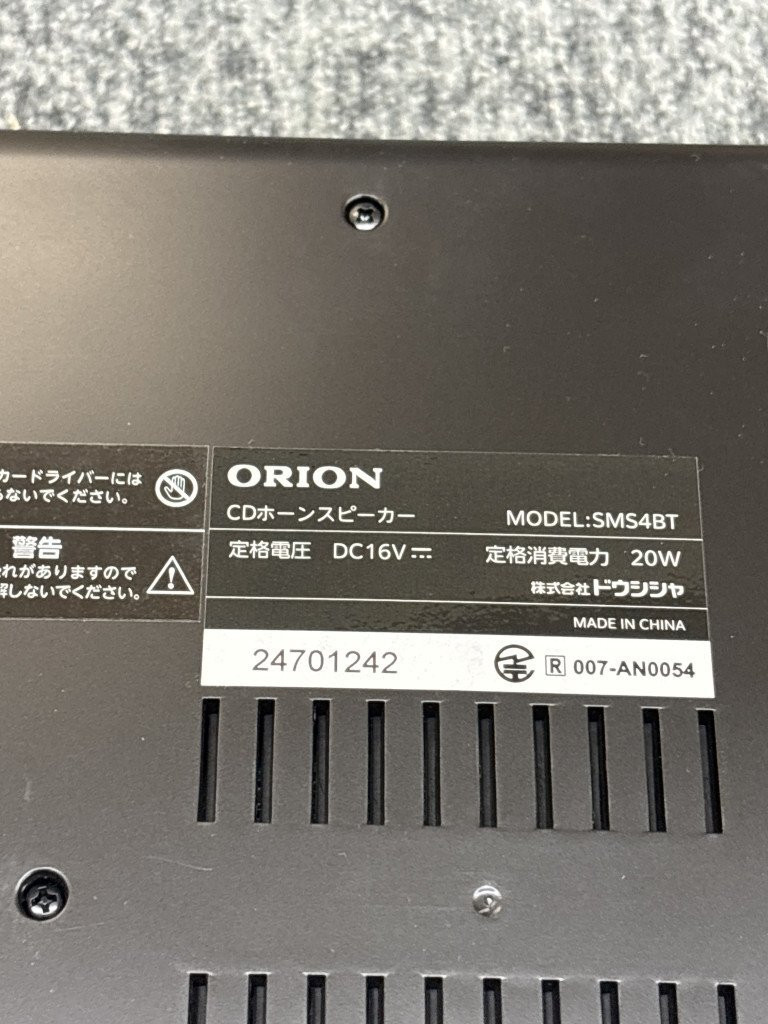 カードライバーには
らないでください。
警告
れがありますので
解しないでください。
ORION
CDホーンスピーカー
MODEL:SMS4BT
定格電圧 DC16V⎓
定格消費電力 20W
株式会社ドウシシャ
MADE IN CHINA
24701242
R 007-AN0054